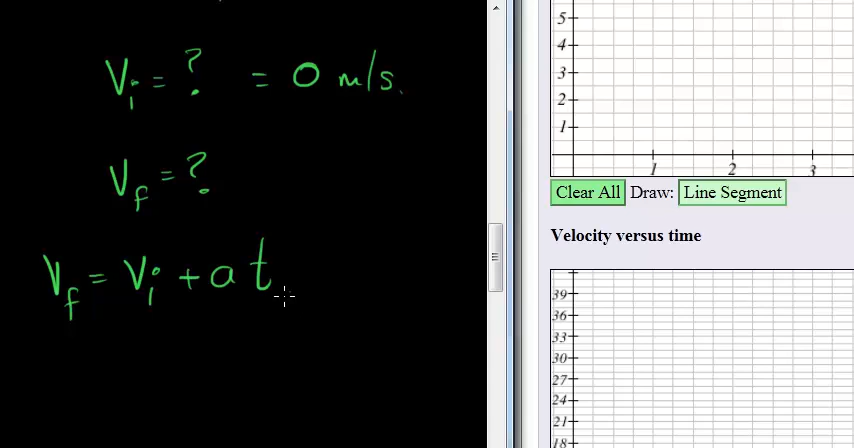 Vi = ? = 0 m/s.
Vf = ?
Vf = Vi + a t
5
4
3
2
1
1 2 3
Clear All Draw: Line Segment
Velocity versus time
39
36
33
30
27
24
21
18